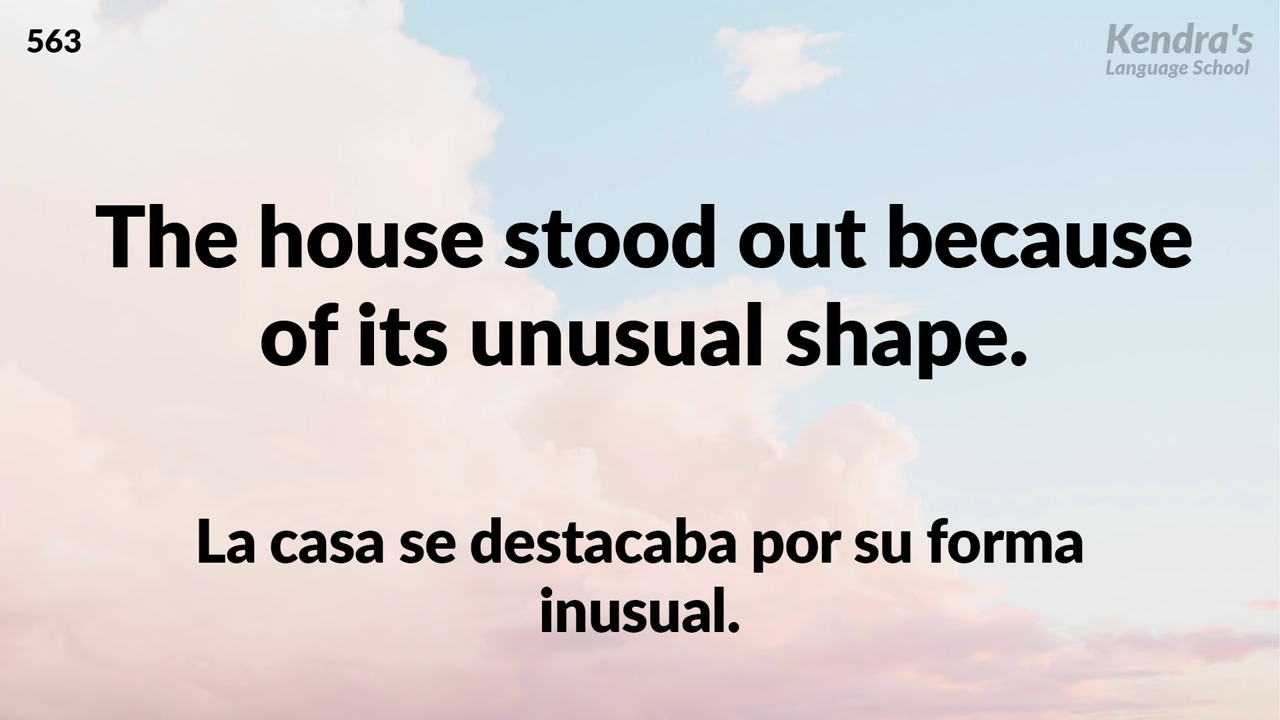 563
Kendra's
Language School
The house stood out because
of its unusual shape.
La casa se destacaba por su forma
inusual.